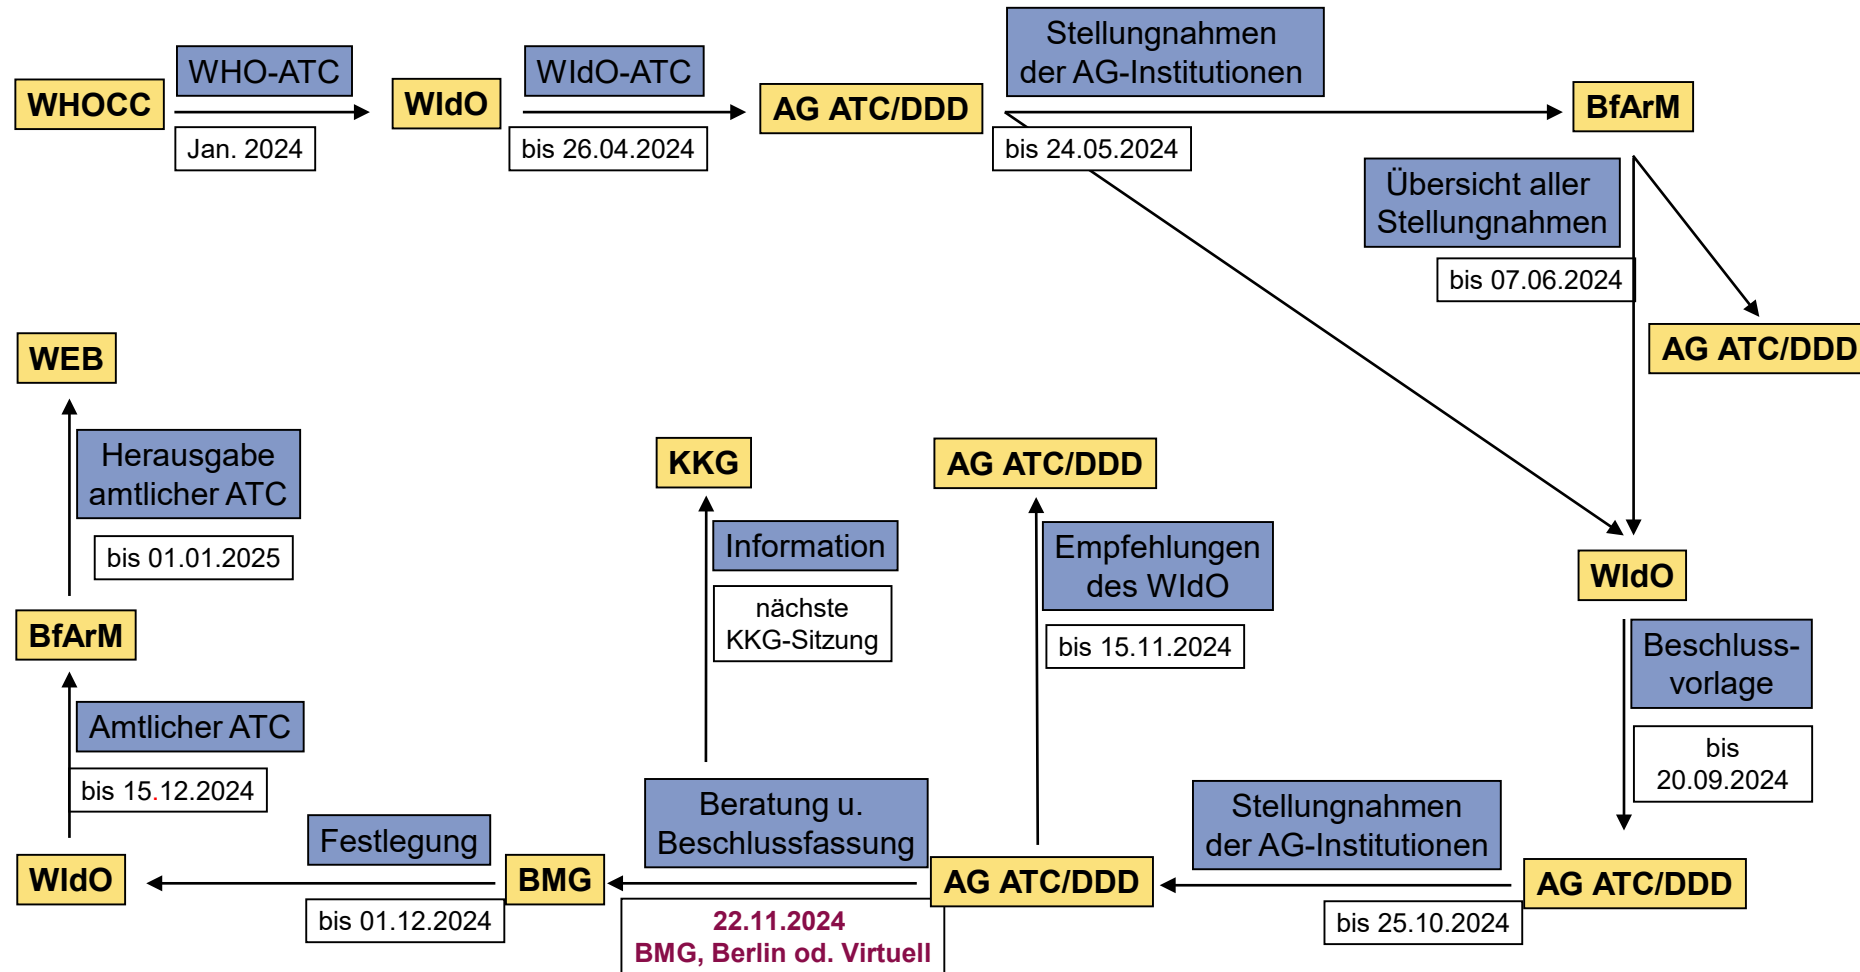 WHOCC
WHO-ATC
Jan. 2024
WIdO
WIdO-ATC
bis 26.04.2024
AG ATC/DDD
Stellungnahmen
der AG-Institutionen
bis 24.05.2024
BfArM
Übersicht aller
Stellungnahmen
bis 07.06.2024
AG ATC/DDD
WIdO
Beschluss-
vorlage
bis
20.09.2024
AG ATC/DDD
Stellungnahmen
der AG-Institutionen
bis 25.10.2024
AG ATC/DDD
Empfehlungen
des WIdO
bis 15.11.2024
AG ATC/DDD
Beratung u.
Beschlussfassung
22.11.2024
BMG, Berlin od. Virtuell
KKG
Information
nächste
KKG-Sitzung
BMG
Festlegung
bis 01.12.2024
WIdO
Amtlicher ATC
bis 15.12.2024
BfArM
Herausgabe
amtlicher ATC
bis 01.01.2025
WEB